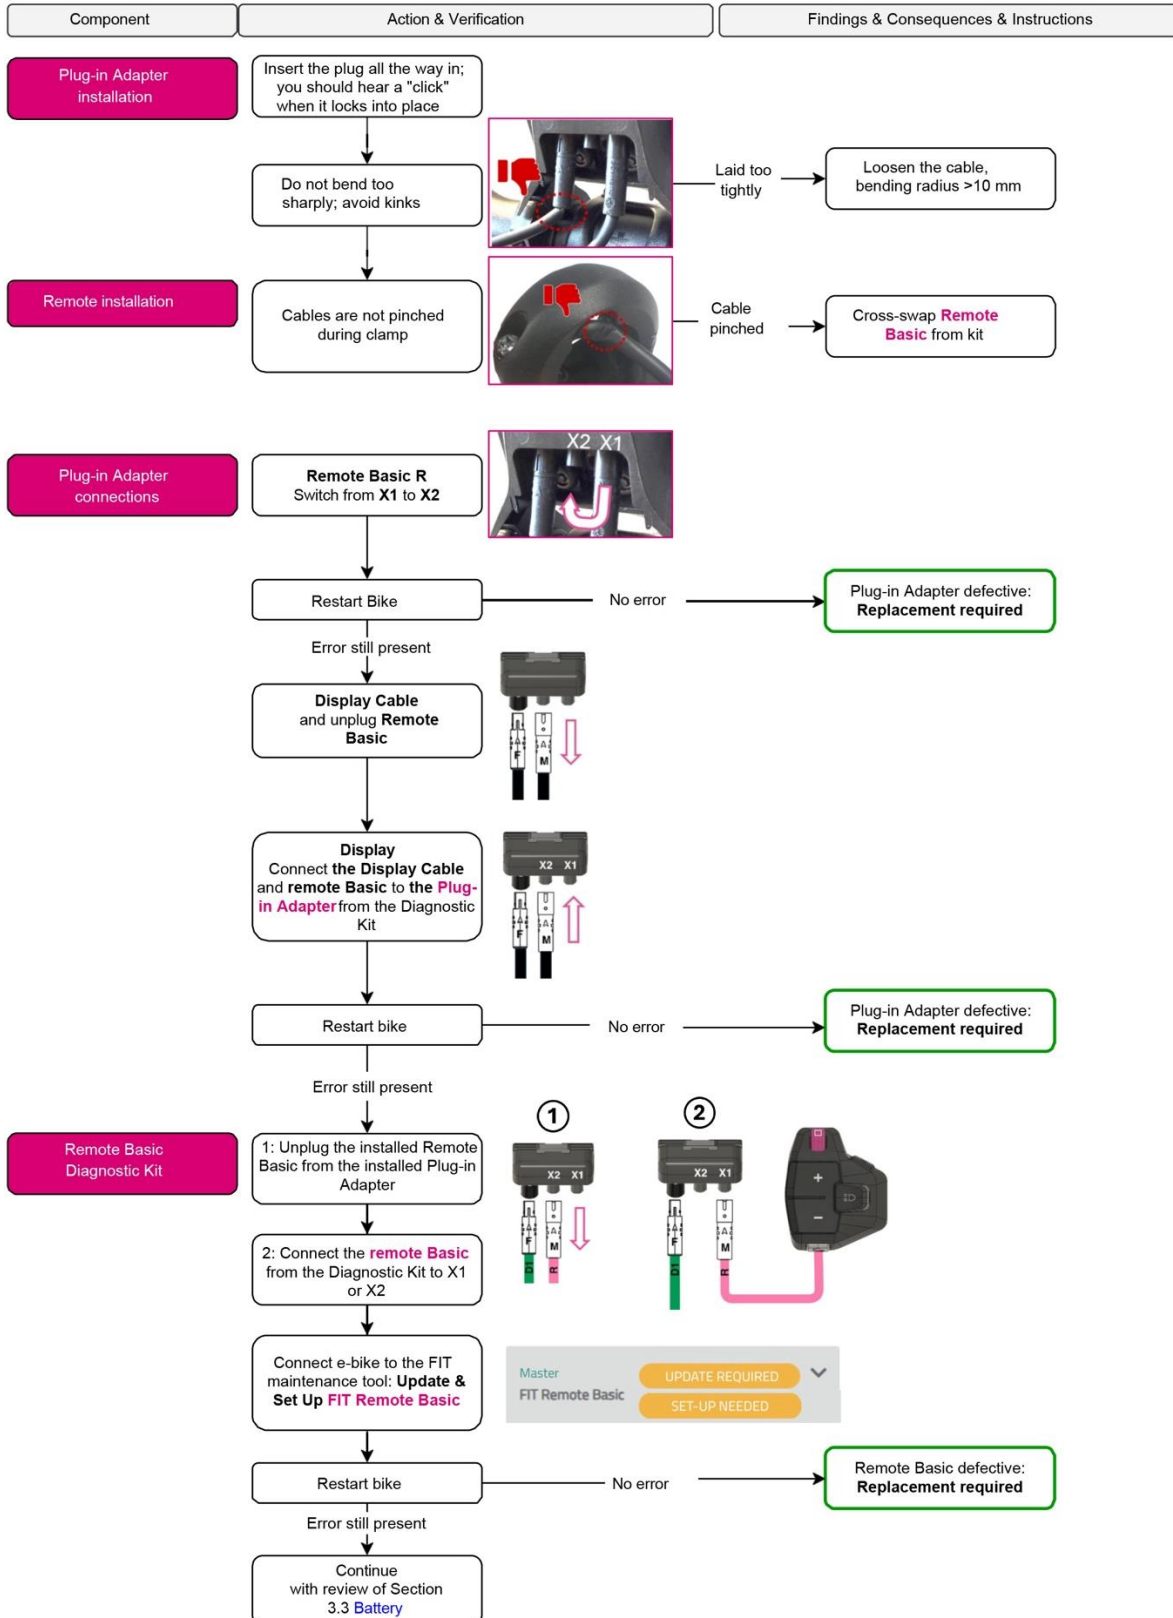 Component
Action & Verification
Findings & Consequences & Instructions
Plug-in Adapter
installation
Insert the plug all the way in;
you should hear a "click"
when it locks into place
Do not bend too
sharply; avoid kinks
Laid too
tightly
Loosen the cable,
bending radius >10 mm
Remote installation
Cables are not pinched
during clamp
Cable
pinched
Cross-swap Remote
Basic from kit
Plug-in Adapter
connections
Remote Basic R
Switch from X1 to X2
X2 X1
Restart Bike
No error
Plug-in Adapter defective:
Replacement required
Error still present
Display Cable
and unplug Remote
Basic
F
M
Display
Connect the Display Cable
and remote Basic to the Plug-
in Adapter from the Diagnostic
Kit
X2 X1
F
M
Restart bike
No error
Plug-in Adapter defective:
Replacement required
Error still present
Remote Basic
Diagnostic Kit
1: Unplug the installed Remote
Basic from the installed Plug-in
Adapter
2: Connect the remote Basic
from the Diagnostic Kit to X1
or X2
1
X2 X1
F
M
D1
R
2
X2 X1
F
M
D1
R
+
−
Connect e-bike to the FIT
maintenance tool: Update &
Set Up FIT Remote Basic
Master
FIT Remote Basic
UPDATE REQUIRED
SET-UP NEEDED
Restart bike
No error
Remote Basic defective:
Replacement required
Error still present
Continue
with review of Section
3.3 Battery